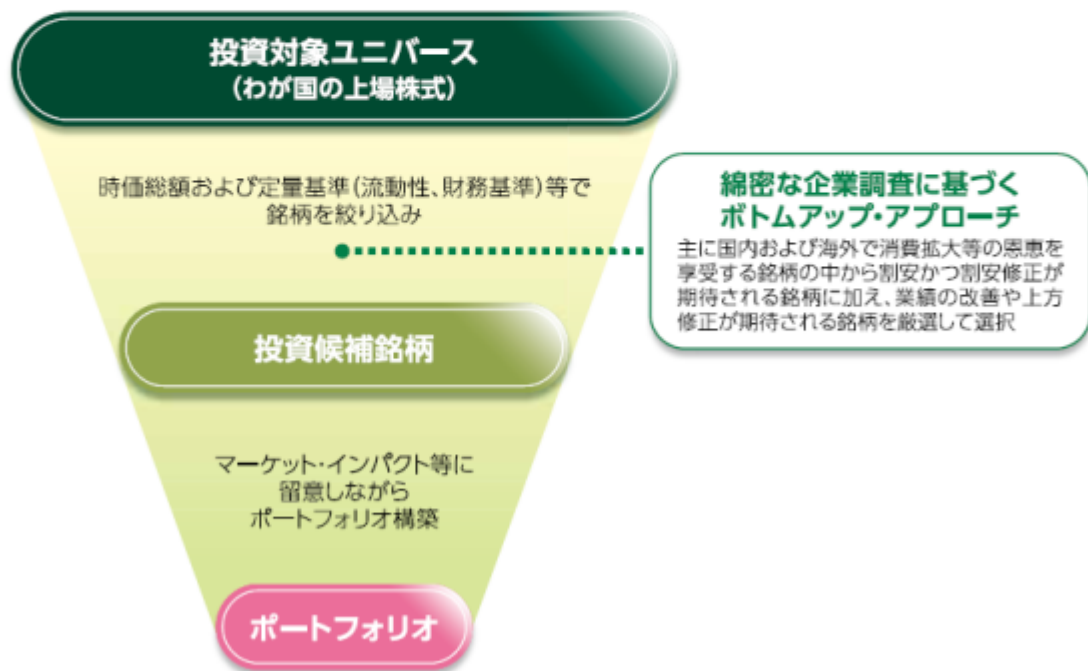 投資対象ユニバース
(わが国の上場株式)
時価総額および定量基準(流動性、財務基準)等で
銘柄を絞り込み
綿密な企業調査に基づく
ボトムアップ・アプローチ
主に国内および海外で消費拡大等の恩恵を
享受する銘柄の中から割安かつ割安修正が
期待される銘柄に加え、業績の改善や上方
修正が期待される銘柄を厳選して選択
投資候補銘柄
マーケット・インパクト等に
留意しながら
ポートフォリオ構築
ポートフォリオ